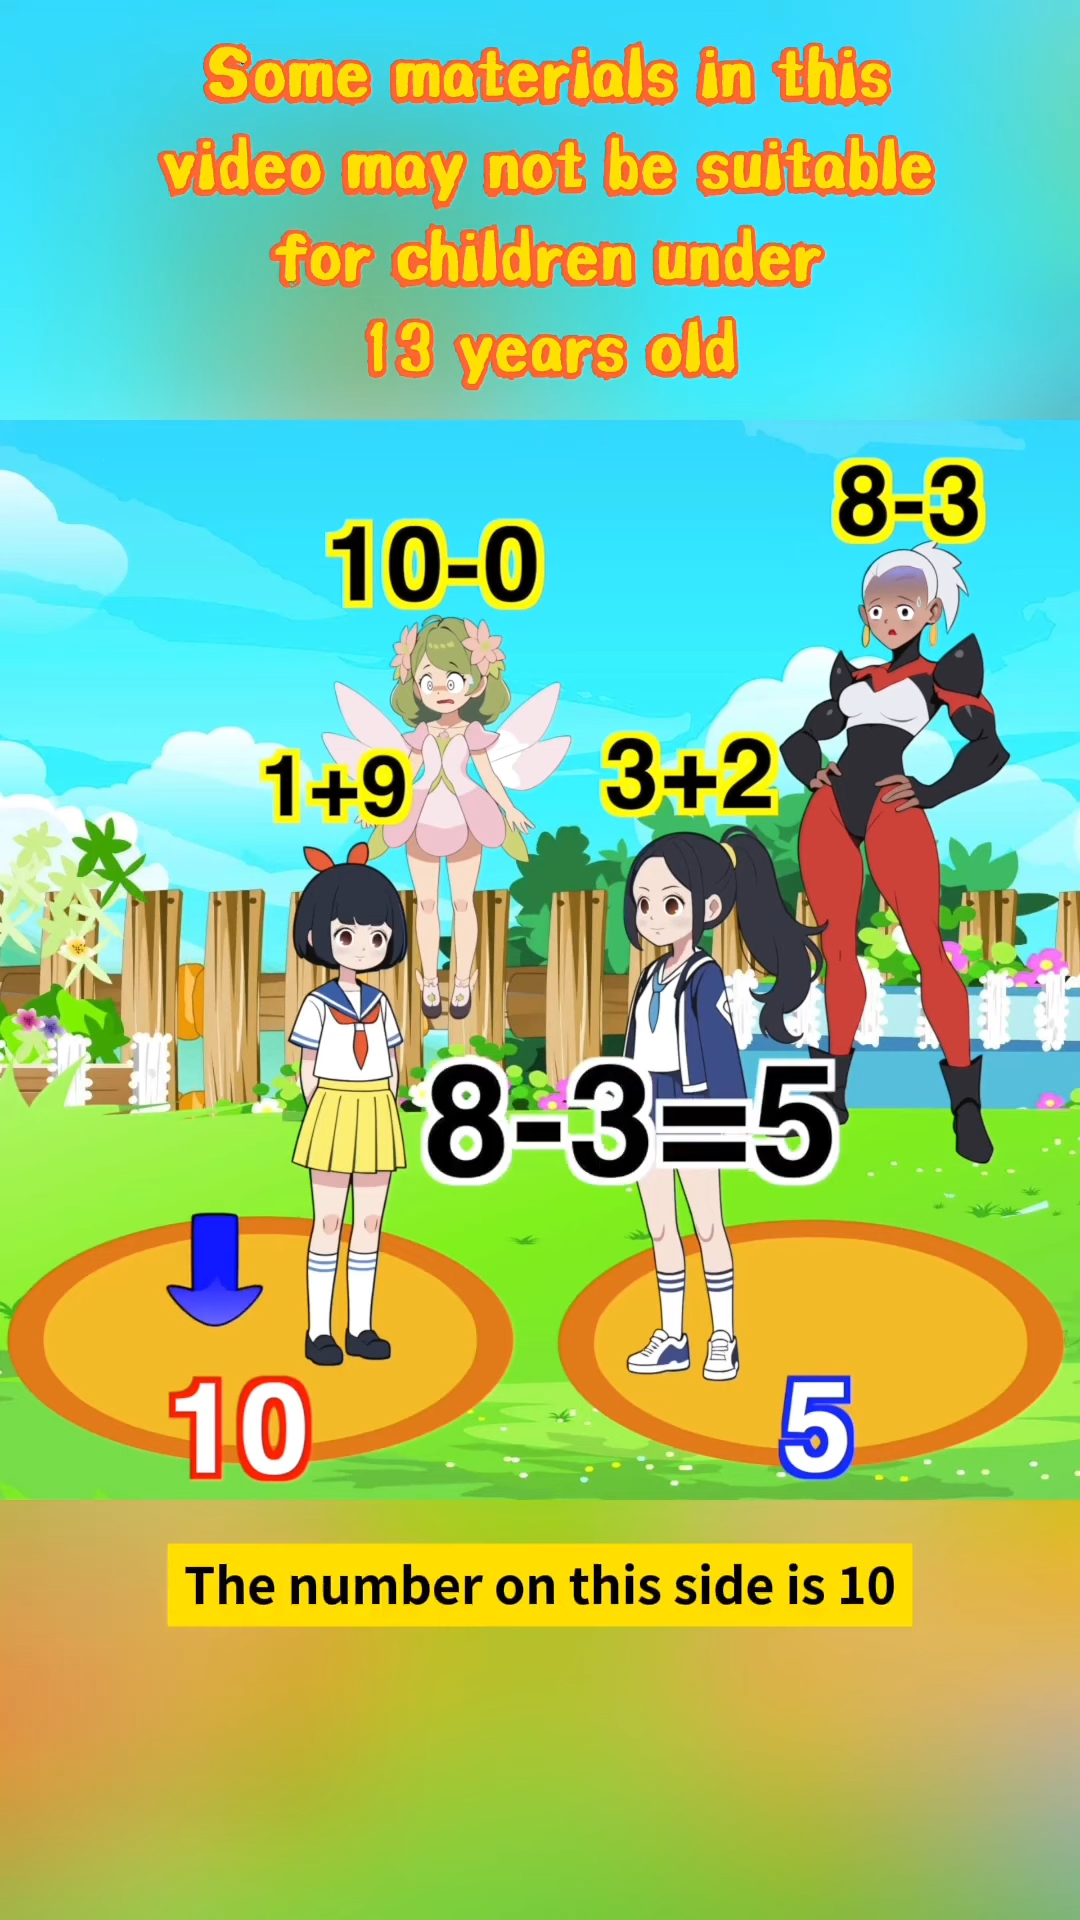 Some materials in this
video may not be suitable
for children under
13 years old
8-3
10-0
1+9
3+2
8-3=5
10
5
The number on this side is 10